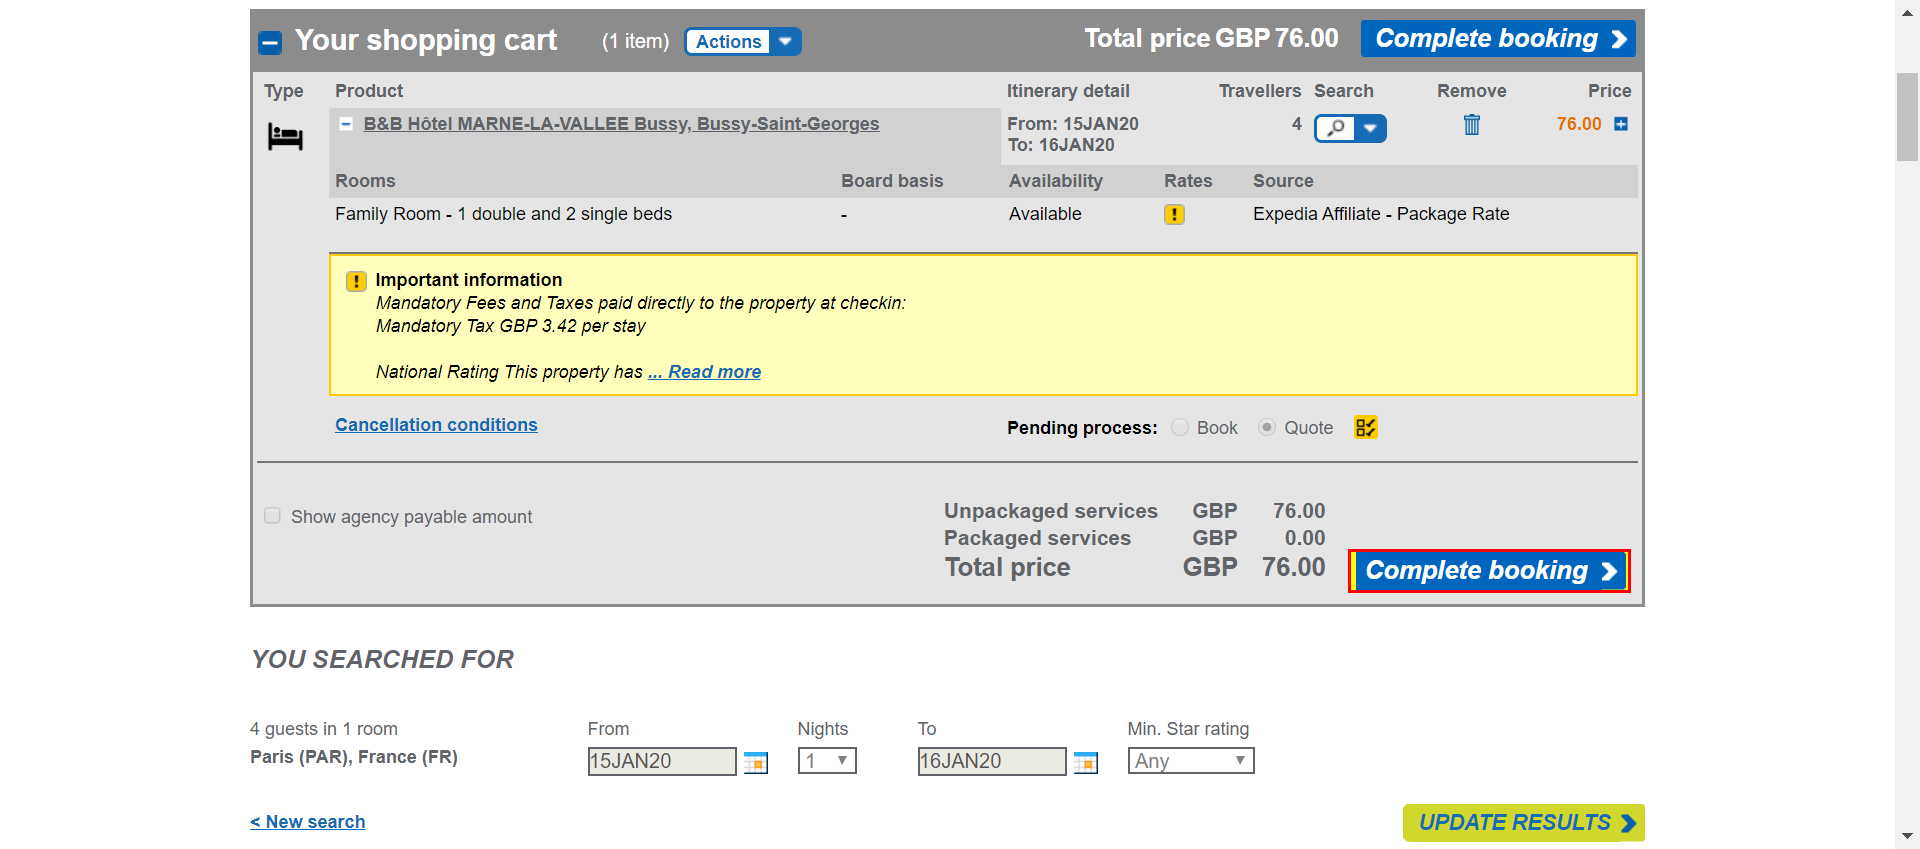 Your shopping cart (1 item) Actions Total price GBP 76.00 Complete booking
Type Product Itinerary detail Travellers Search Remove Price
B&B Hôtel MARNE-LA-VALLEE Bussy, Bussy-Saint-Georges From: 15JAN20 4 76.00
To: 16JAN20
Rooms Board basis Availability Rates Source
Family Room - 1 double and 2 single beds - Available ! Expedia Affiliate - Package Rate
! Important information
Mandatory Fees and Taxes paid directly to the property at checkin:
Mandatory Tax GBP 3.42 per stay
National Rating This property has ... Read more
Cancellation conditions Pending process: Book Quote
Show agency payable amount
Unpackaged services GBP 76.00
Packaged services GBP 0.00
Total price GBP 76.00 Complete booking
YOU SEARCHED FOR
4 guests in 1 room From Nights To Min. Star rating
Paris (PAR), France (FR) 15JAN20 1 16JAN20 Any
< New search UPDATE RESULTS